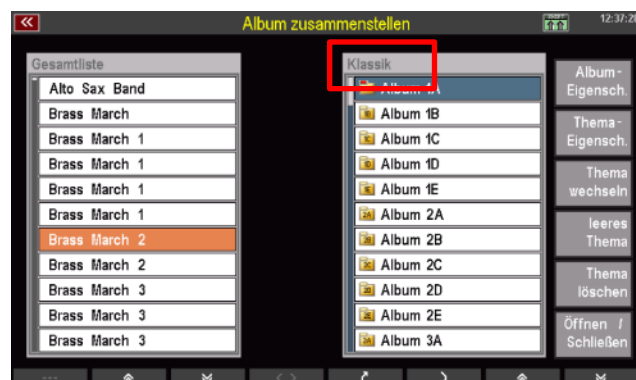 Album zusammenstellen
12:37:2
Gesamtliste
Alto Sax Band
Brass March
Brass March 1
Brass March 1
Brass March 1
Brass March 1
Brass March 2
Brass March 2
Brass March 3
Brass March 3
Brass March 3
Klassik
Album 1A
Album 1B
Album 1C
Album 1D
Album 1E
Album 2A
Album 2B
Album 2C
Album 2D
Album 2E
Album 3A
Album-
Eigensch.
Thema-
Eigensch.
Thema
wechseln
leeres
Thema
Thema
löschen
Öffnen /
Schließen
---